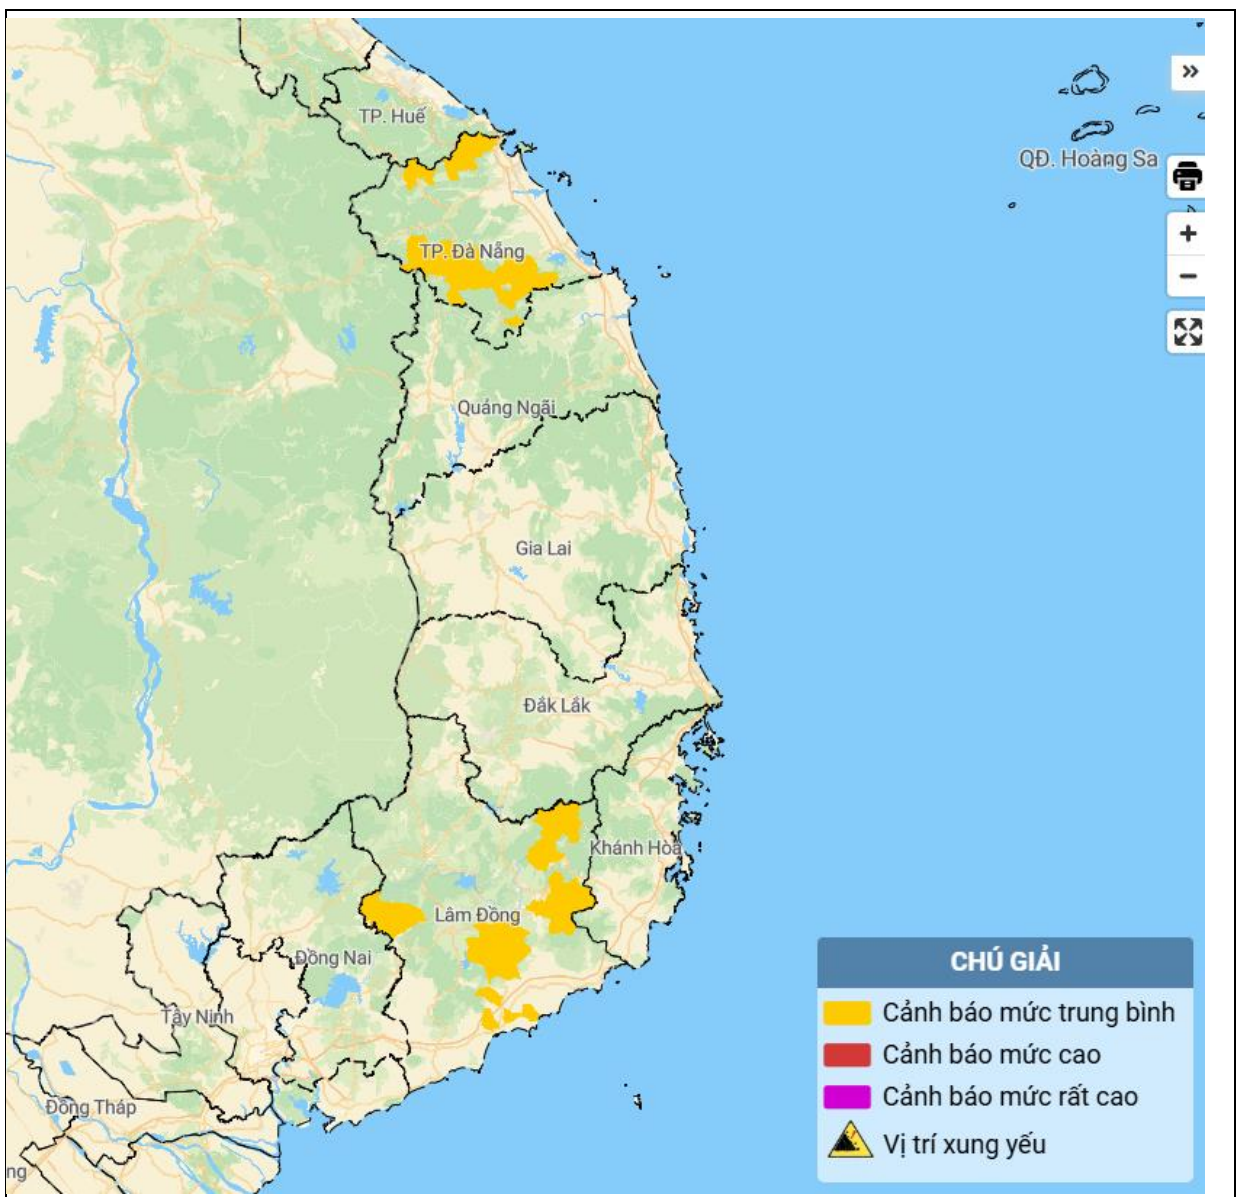 TP. Huế
»
QĐ. Hoàng Sa
TP. Đà Nẵng
+
−
Quảng Ngãi
Gia Lai
Đắk Lắk
Khánh Hòa
Lâm Đồng
Đồng Nai
CHÚ GIẢI
Cảnh báo mức trung bình
Tây Ninh
Cảnh báo mức cao
Cảnh báo mức rất cao
Đồng Tháp
Vị trí xung yếu
ng